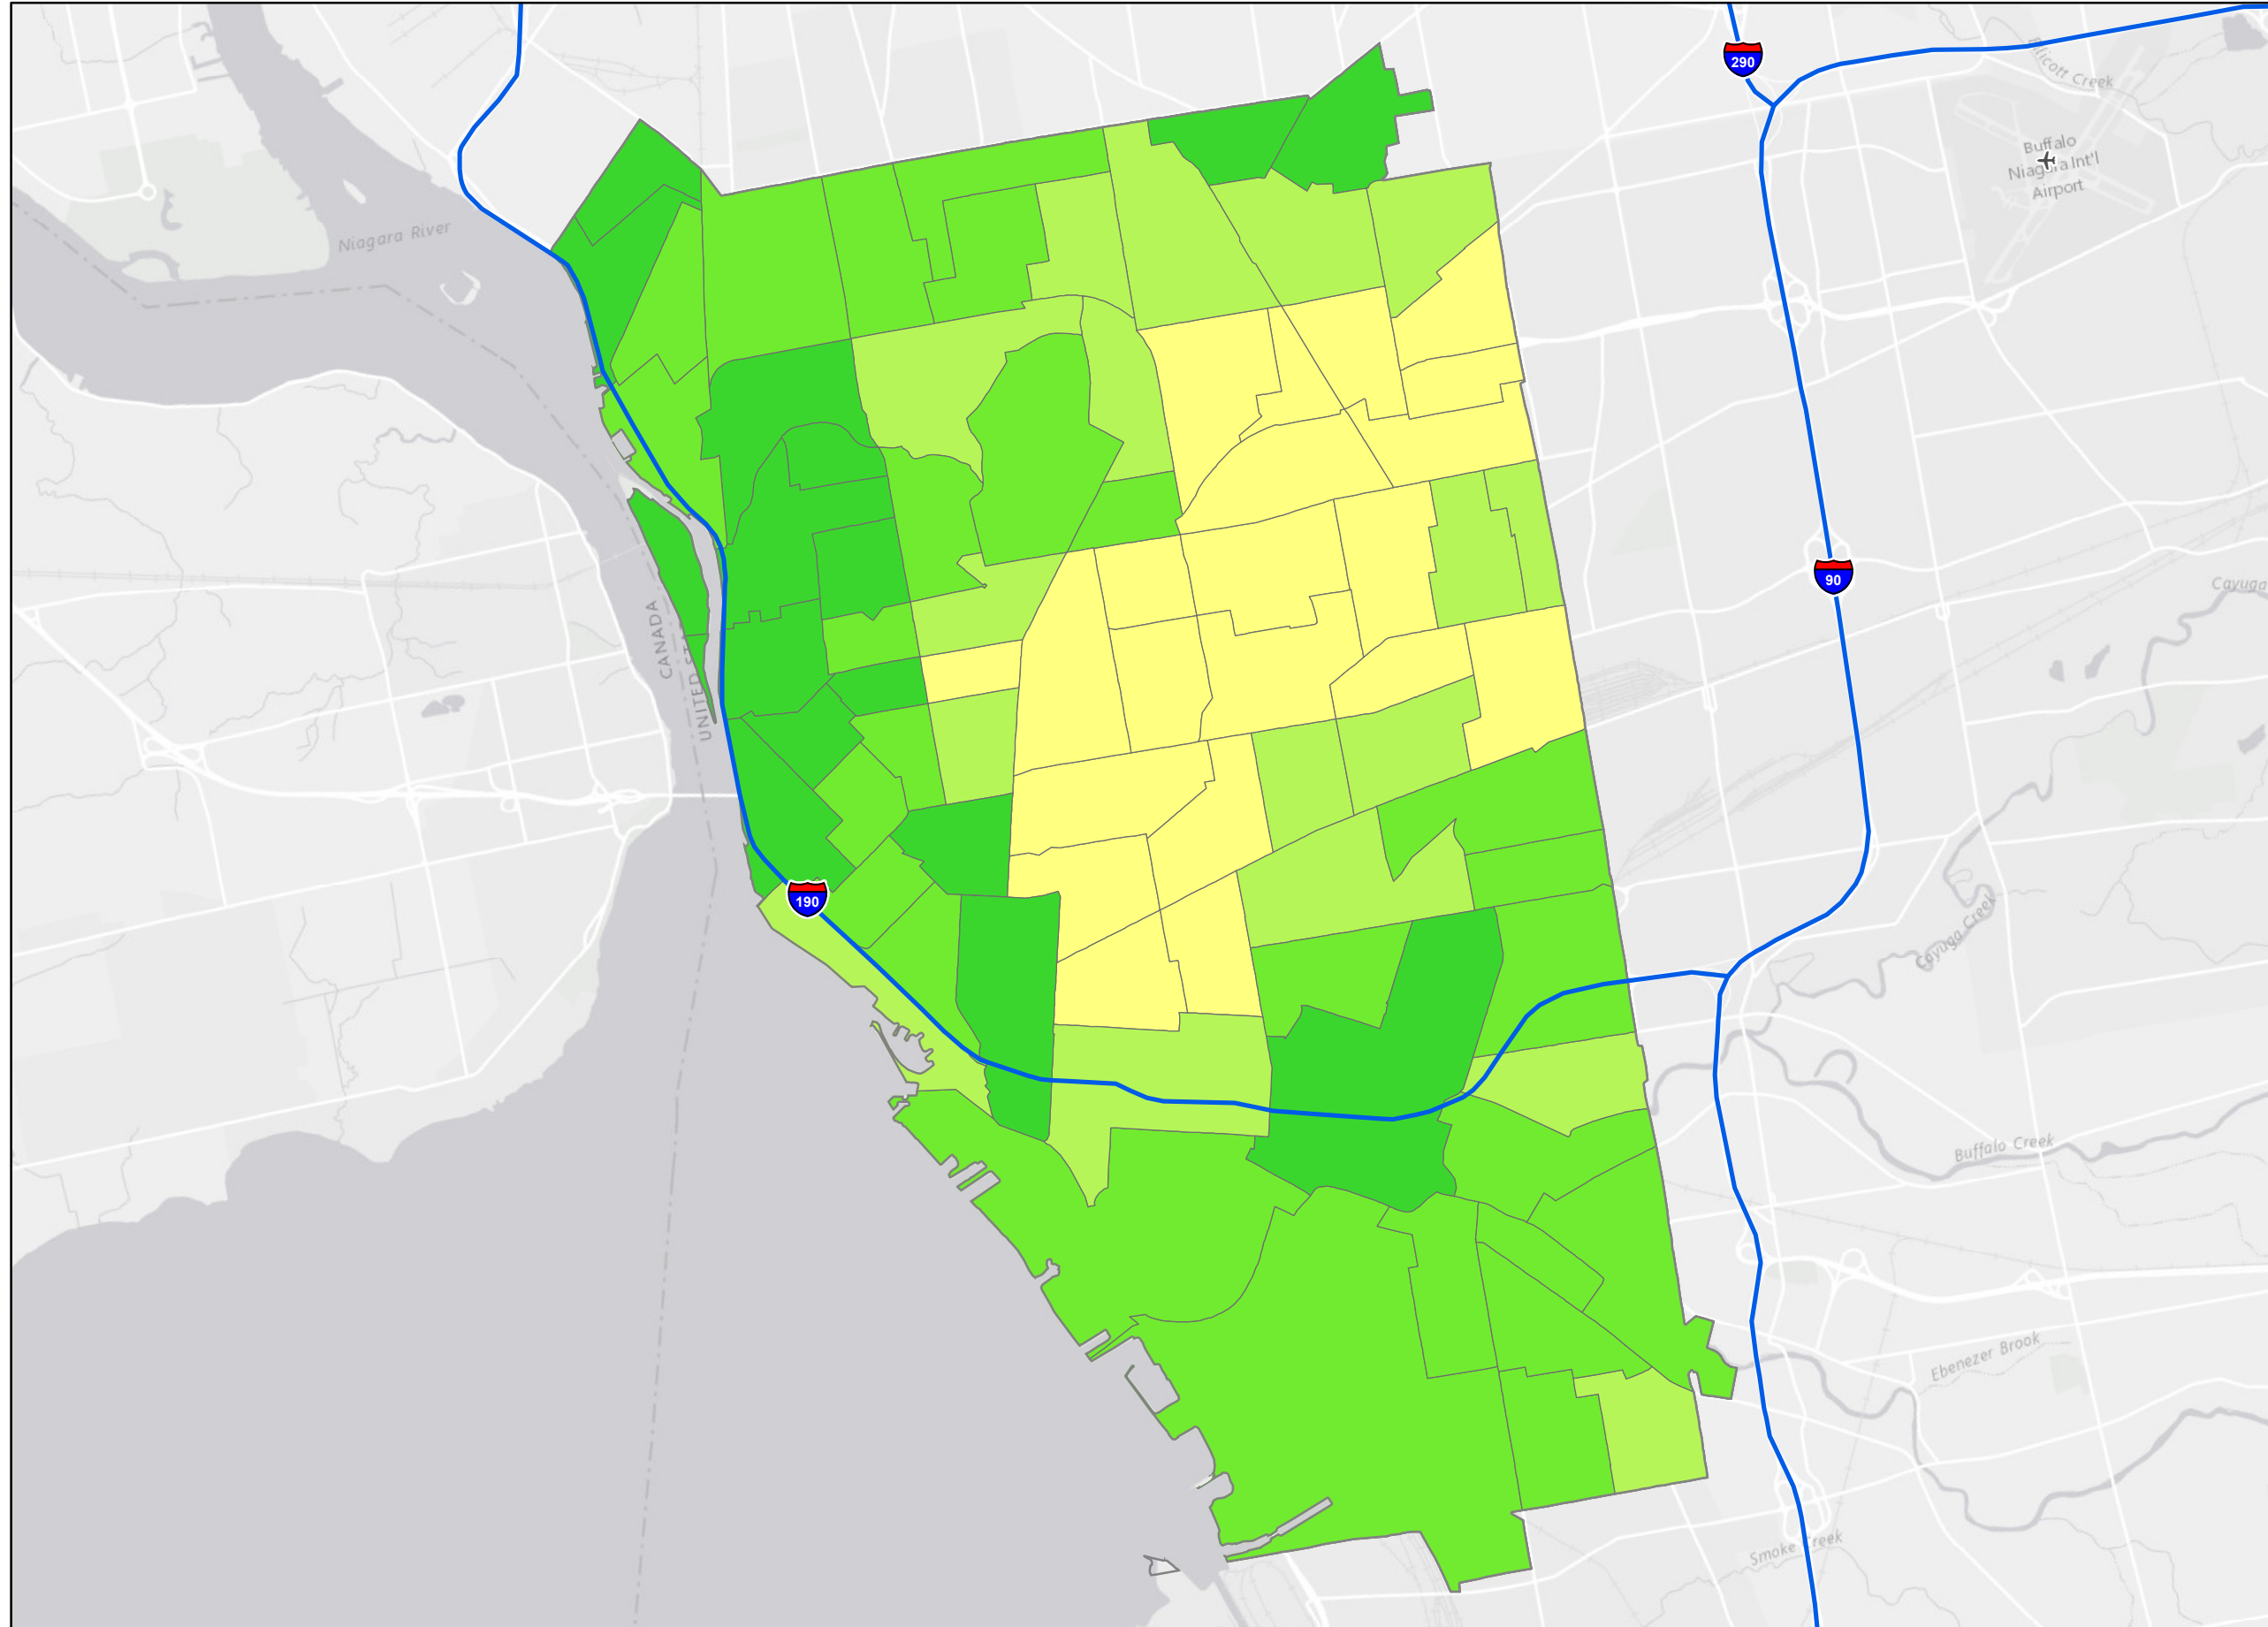 290
Ellicott Creek
Buffalo
Niagara Int'l
Airport
Niagara River
90
Cayuga
CANADA
UNITED ST
190
Cayuga Creek
Buffalo Creek
Ebenezer Brook
Smoke Creek